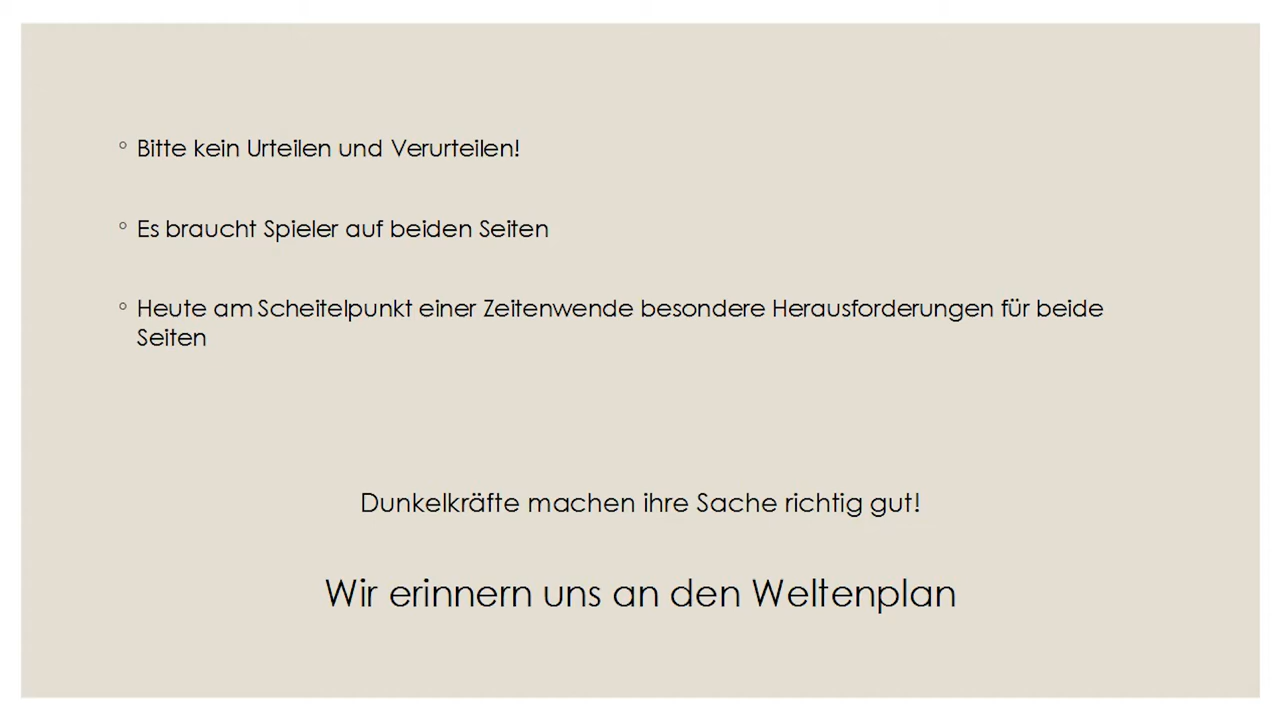 ◦ Bitte kein Urteilen und Verurteilen!
◦ Es braucht Spieler auf beiden Seiten
◦ Heute am Scheitelpunkt einer Zeitenwende besondere Herausforderungen für beide
Seiten
Dunkelkräfte machen ihre Sache richtig gut!
Wir erinnern uns an den Weltenplan